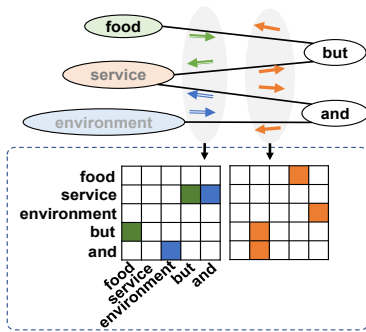 food
but
service
and
environment
food
service
environment
but
and
food
service
environment
but
and